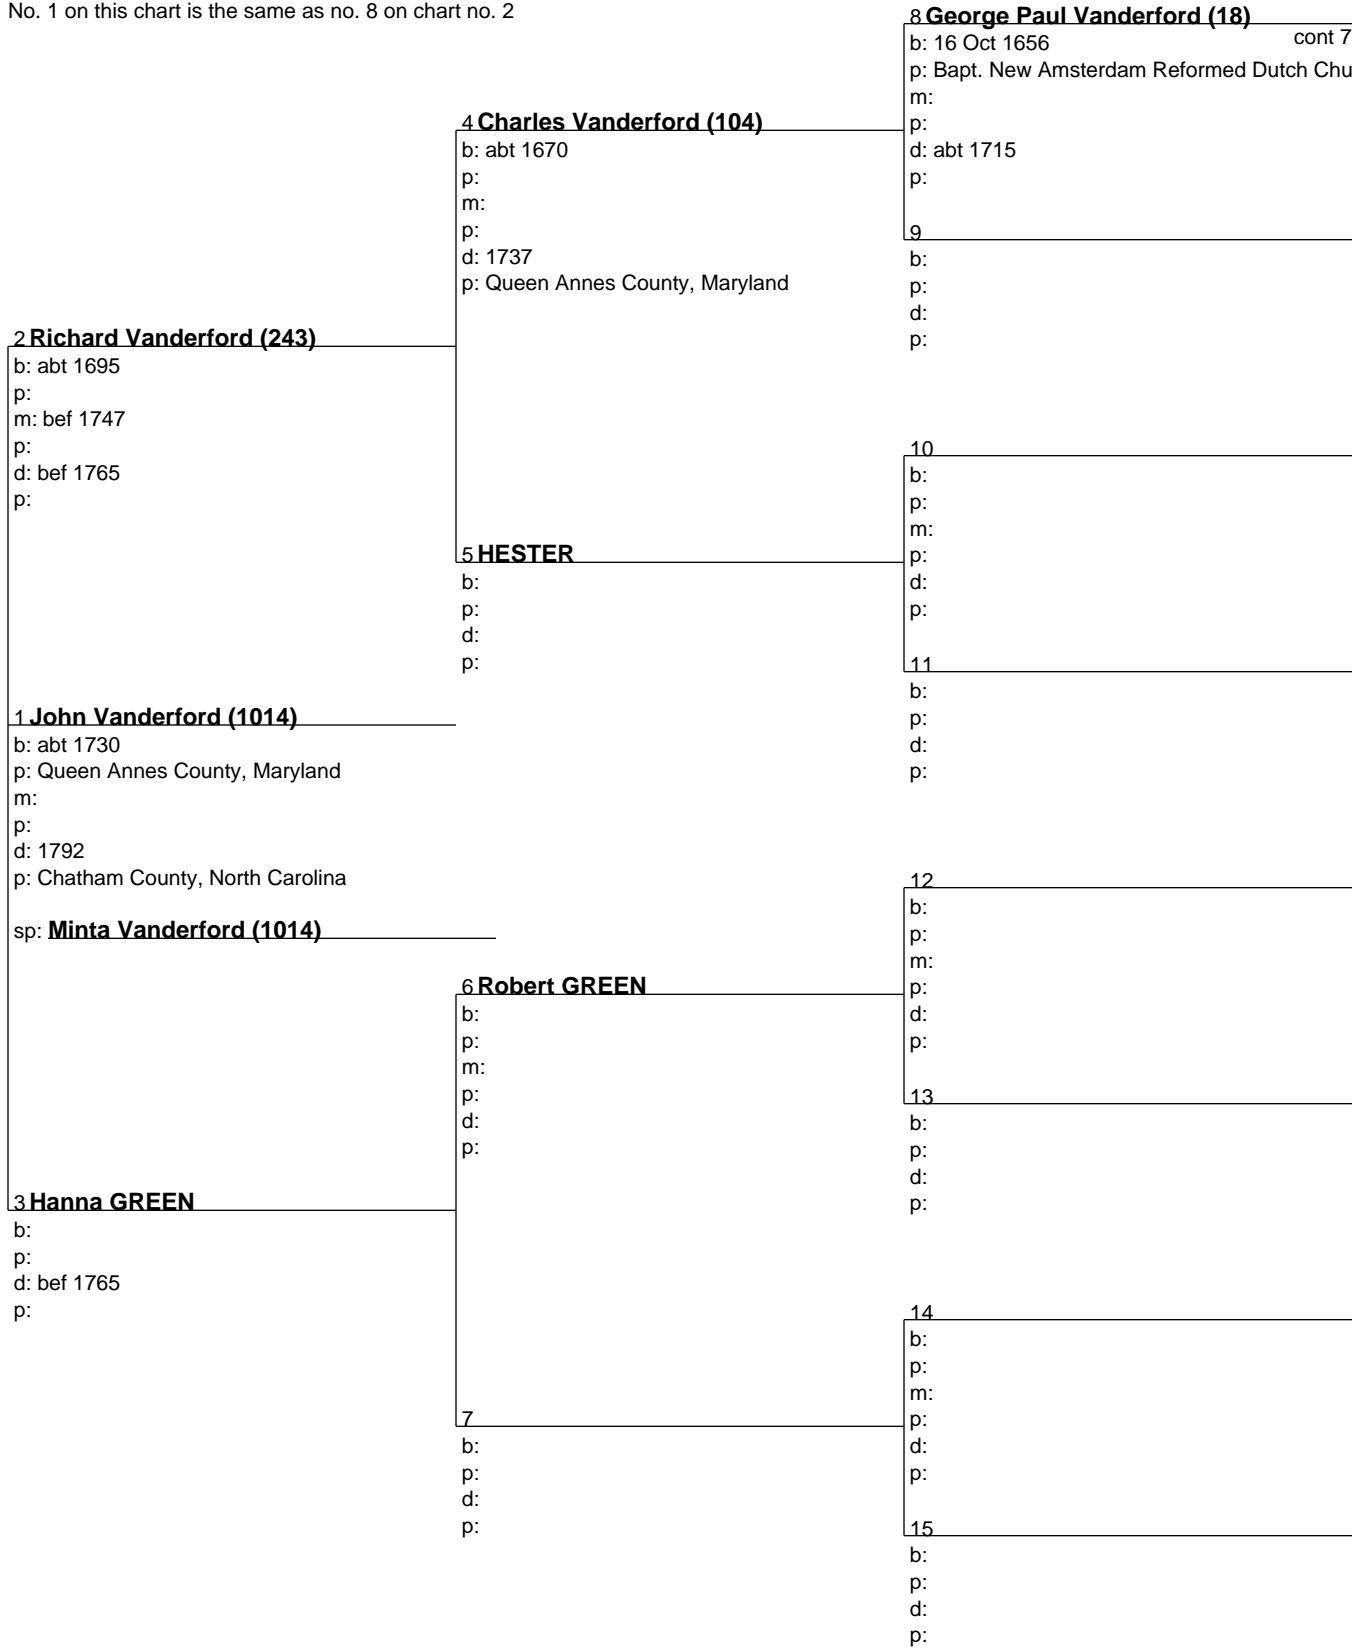 No. 1 on this chart is the same as no. 8 on chart no. 2
8 George Paul Vanderford (18)
b: 16 Oct 1656 cont 7
p: Bapt. New Amsterdam Reformed Dutch Chu
m:
p:
d: abt 1715
p:
4 Charles Vanderford (104)
b: abt 1670
p:
m:
p:
d: 1737
p: Queen Annes County, Maryland
9
b:
p:
d:
p:
2 Richard Vanderford (243)
b: abt 1695
p:
m: bef 1747
p:
d: bef 1765
p:
10
b:
p:
m:
p:
d:
p:
5 HESTER
b:
p:
d:
p:
11
b:
p:
d:
p:
1 John Vanderford (1014)
b: abt 1730
p: Queen Annes County, Maryland
m:
p:
d: 1792
p: Chatham County, North Carolina
sp: Minta Vanderford (1014)
12
b:
p:
m:
p:
d:
p:
6 Robert GREEN
b:
p:
m:
p:
d:
p:
13
b:
p:
d:
p:
3 Hanna GREEN
b:
p:
d: bef 1765
p:
14
b:
p:
m:
p:
d:
p:
7
b:
p:
d:
p:
15
b:
p:
d:
p: